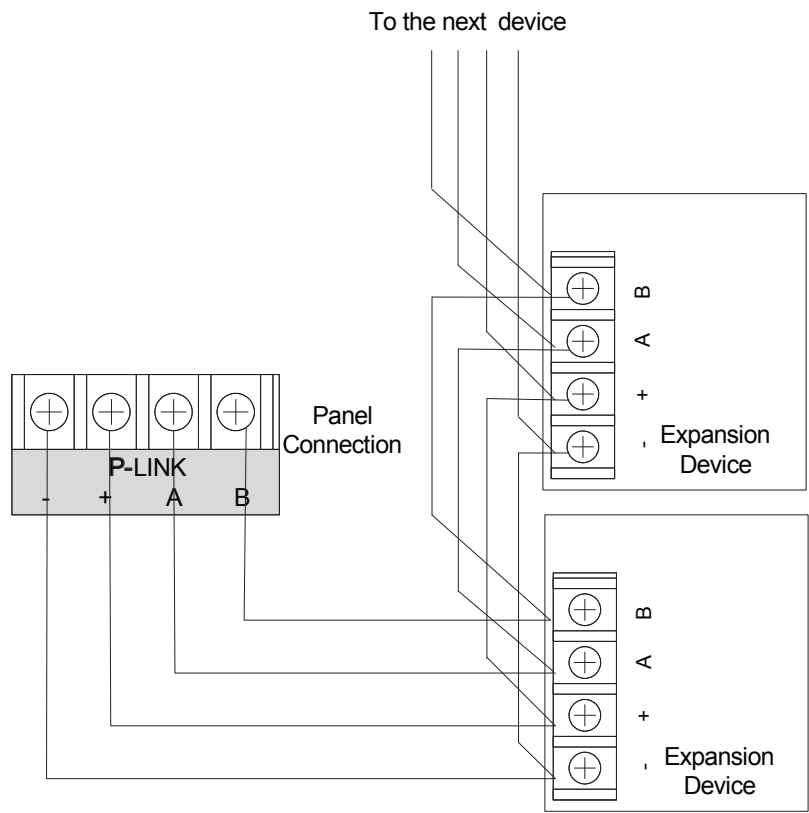 To the next device
B
A
+
-
Expansion
Device
Panel
Connection
P-LINK
- + A B
B
A
+
-
Expansion
Device